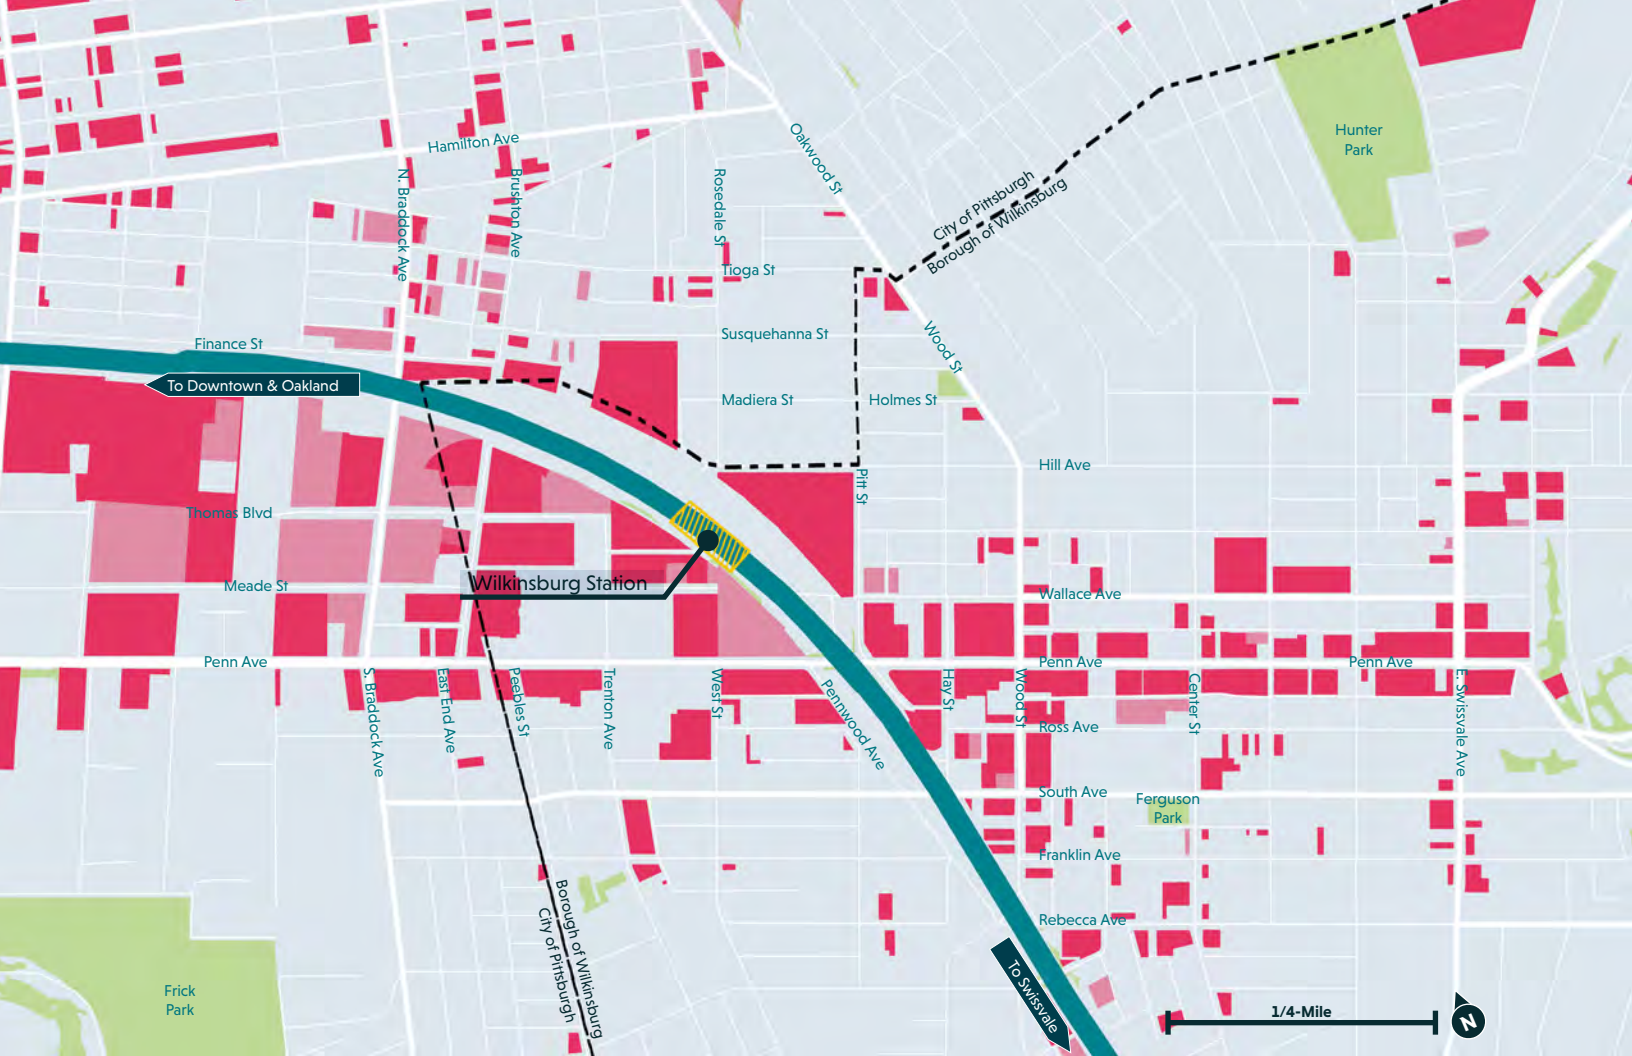 Hunter
Park
Hamilton Ave
Oakwood St
N. Braddock Ave
Brushton Ave
Rosedale St
City of Pittsburgh
Borough of Wilkinsburg
Tioga St
Susquehanna St
Wood St
Finance St
To Downtown & Oakland
Madiera St
Holmes St
Hill Ave
Pitt St
Thomas Blvd
Meade St
Wilkinsburg Station
Wallace Ave
Penn Ave
Penn Ave
Penn Ave
S. Braddock Ave
East End Ave
Peebles St
Trenton Ave
West St
Pennwood Ave
Hay St
Wood St
Center St
E. Swissvale Ave
Ross Ave
South Ave
Ferguson
Park
Franklin Ave
Borough of Wilkinsburg
City of Pittsburgh
Rebecca Ave
To Swissvale
Frick
Park
1/4-Mile
N